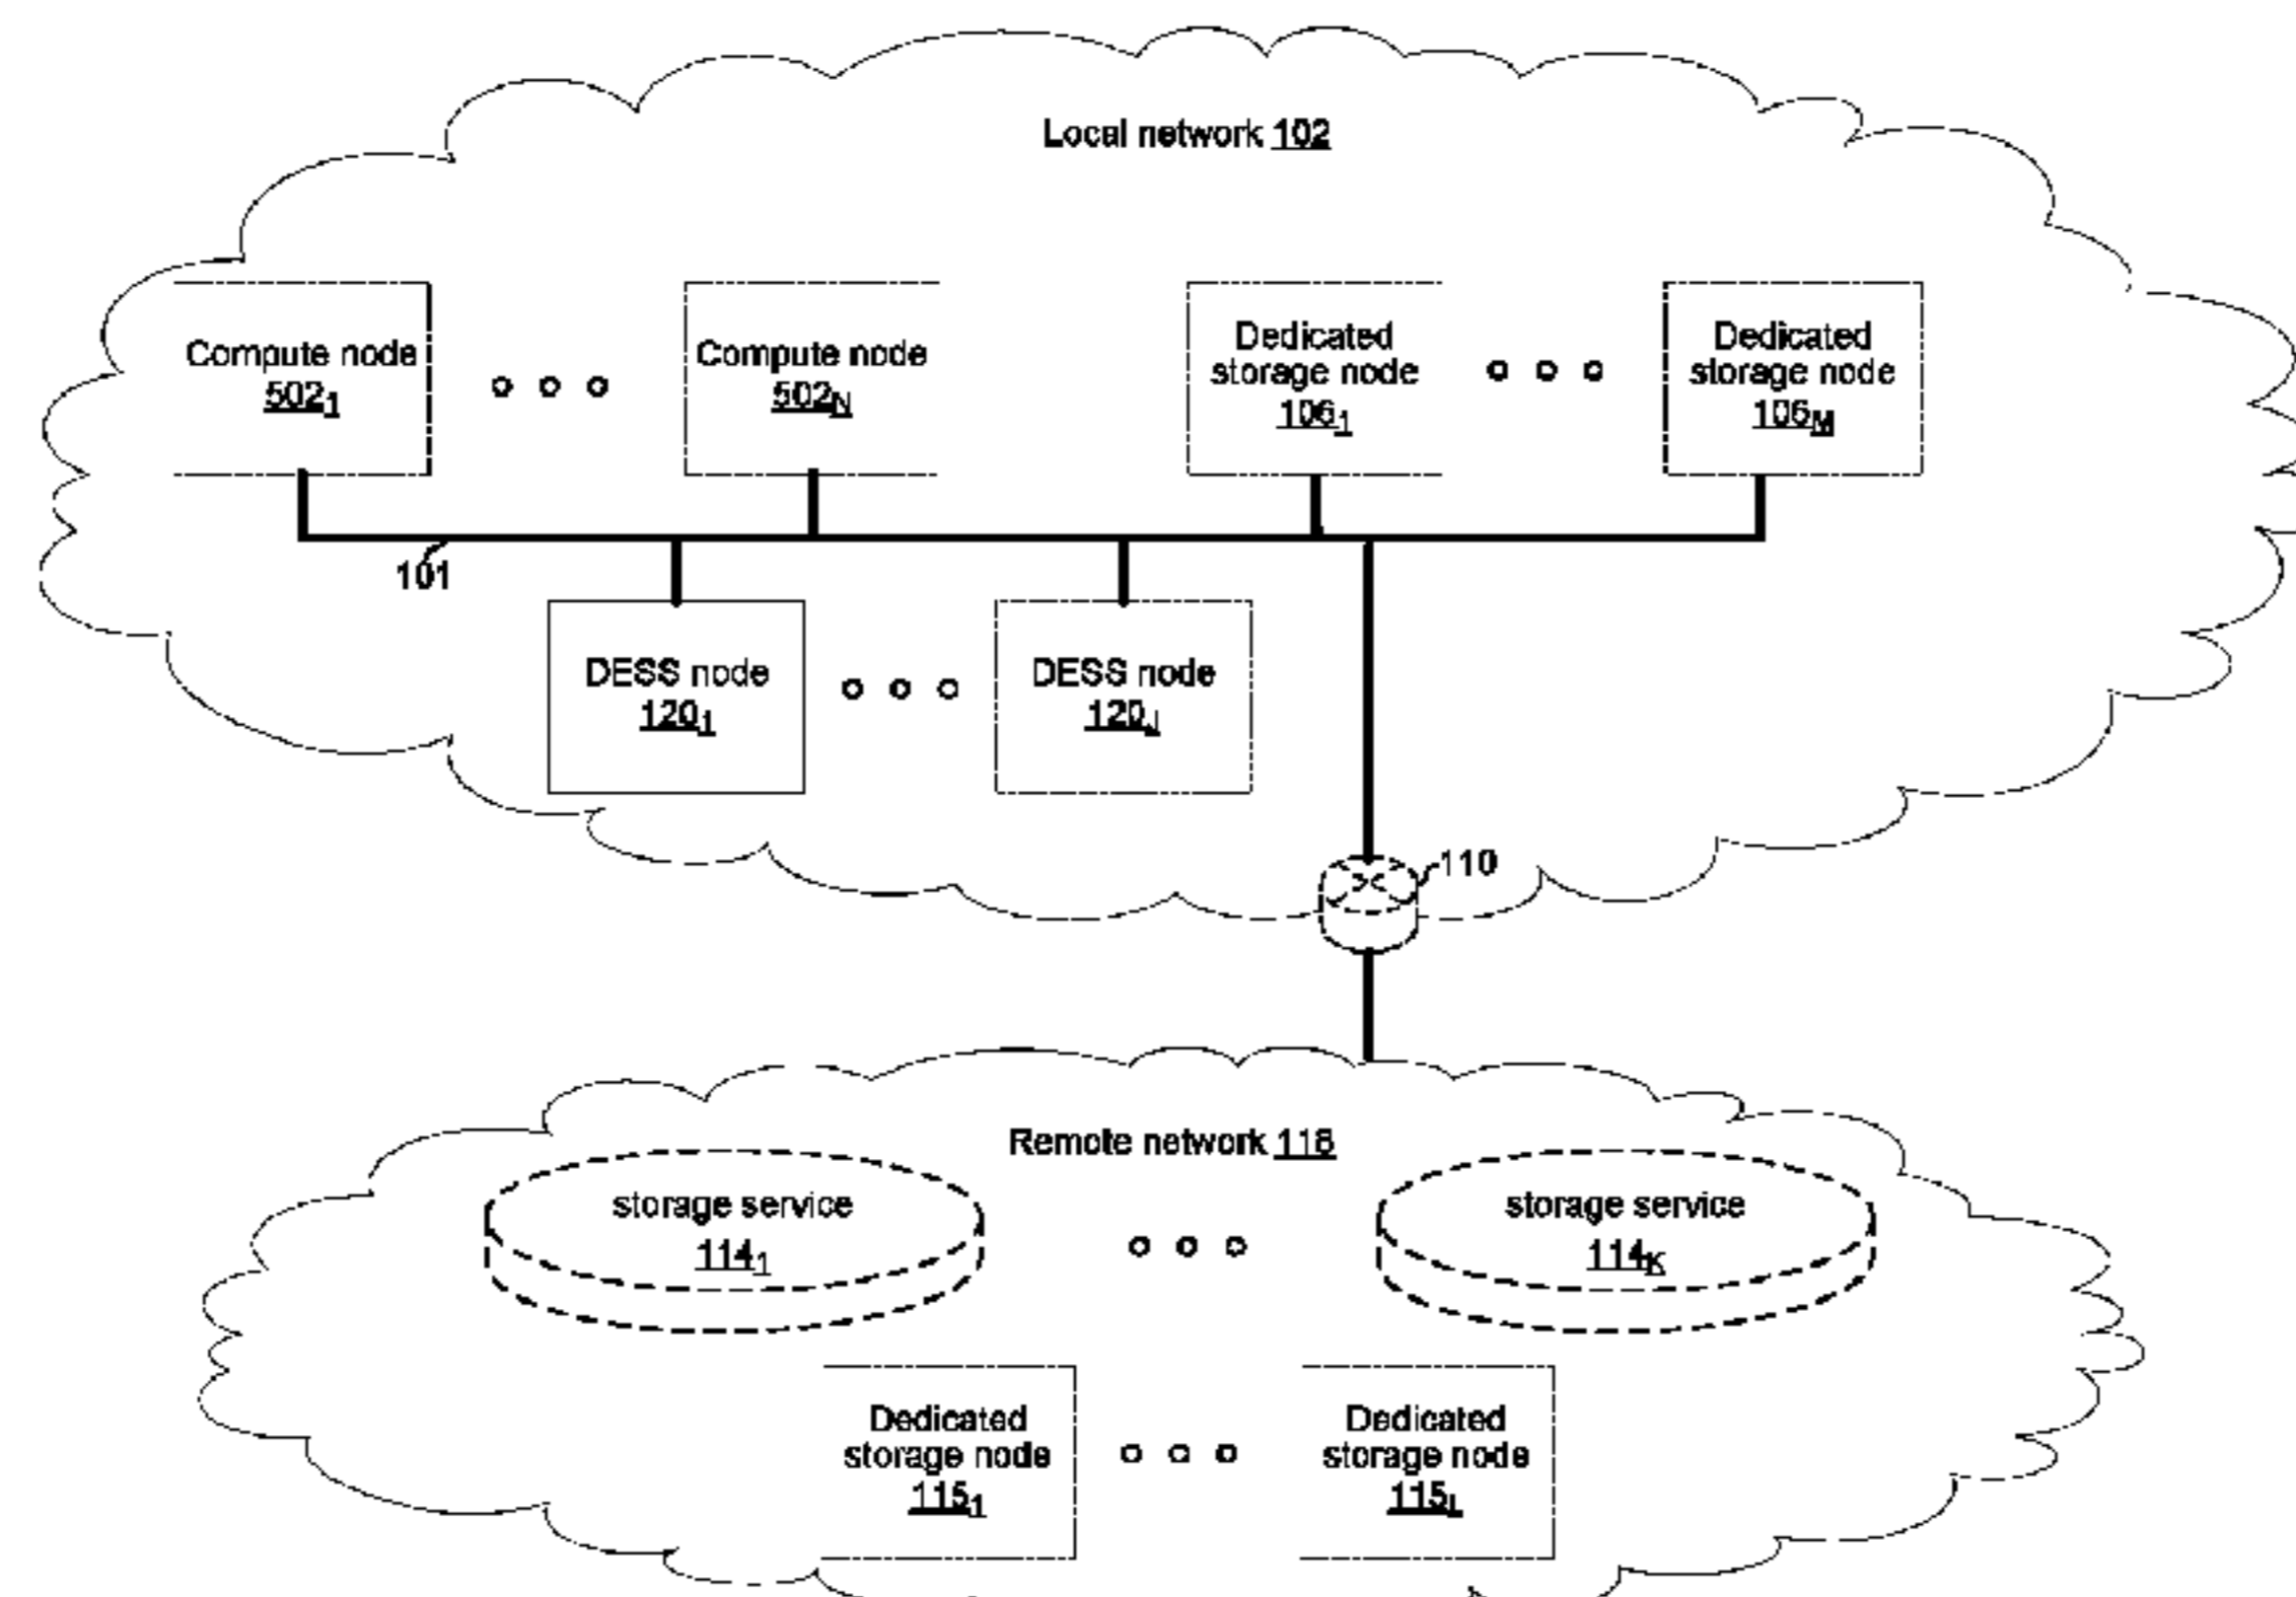 Local network 102
Compute node
502₁
Compute node
502N
Dedicated
storage node
106₁
Dedicated
storage node
106M
101
DESS node
120₁
DESS node
120J
110
Remote network 118
storage service
114₁
storage service
114K
Dedicated
storage node
115₁
Dedicated
storage node
115L